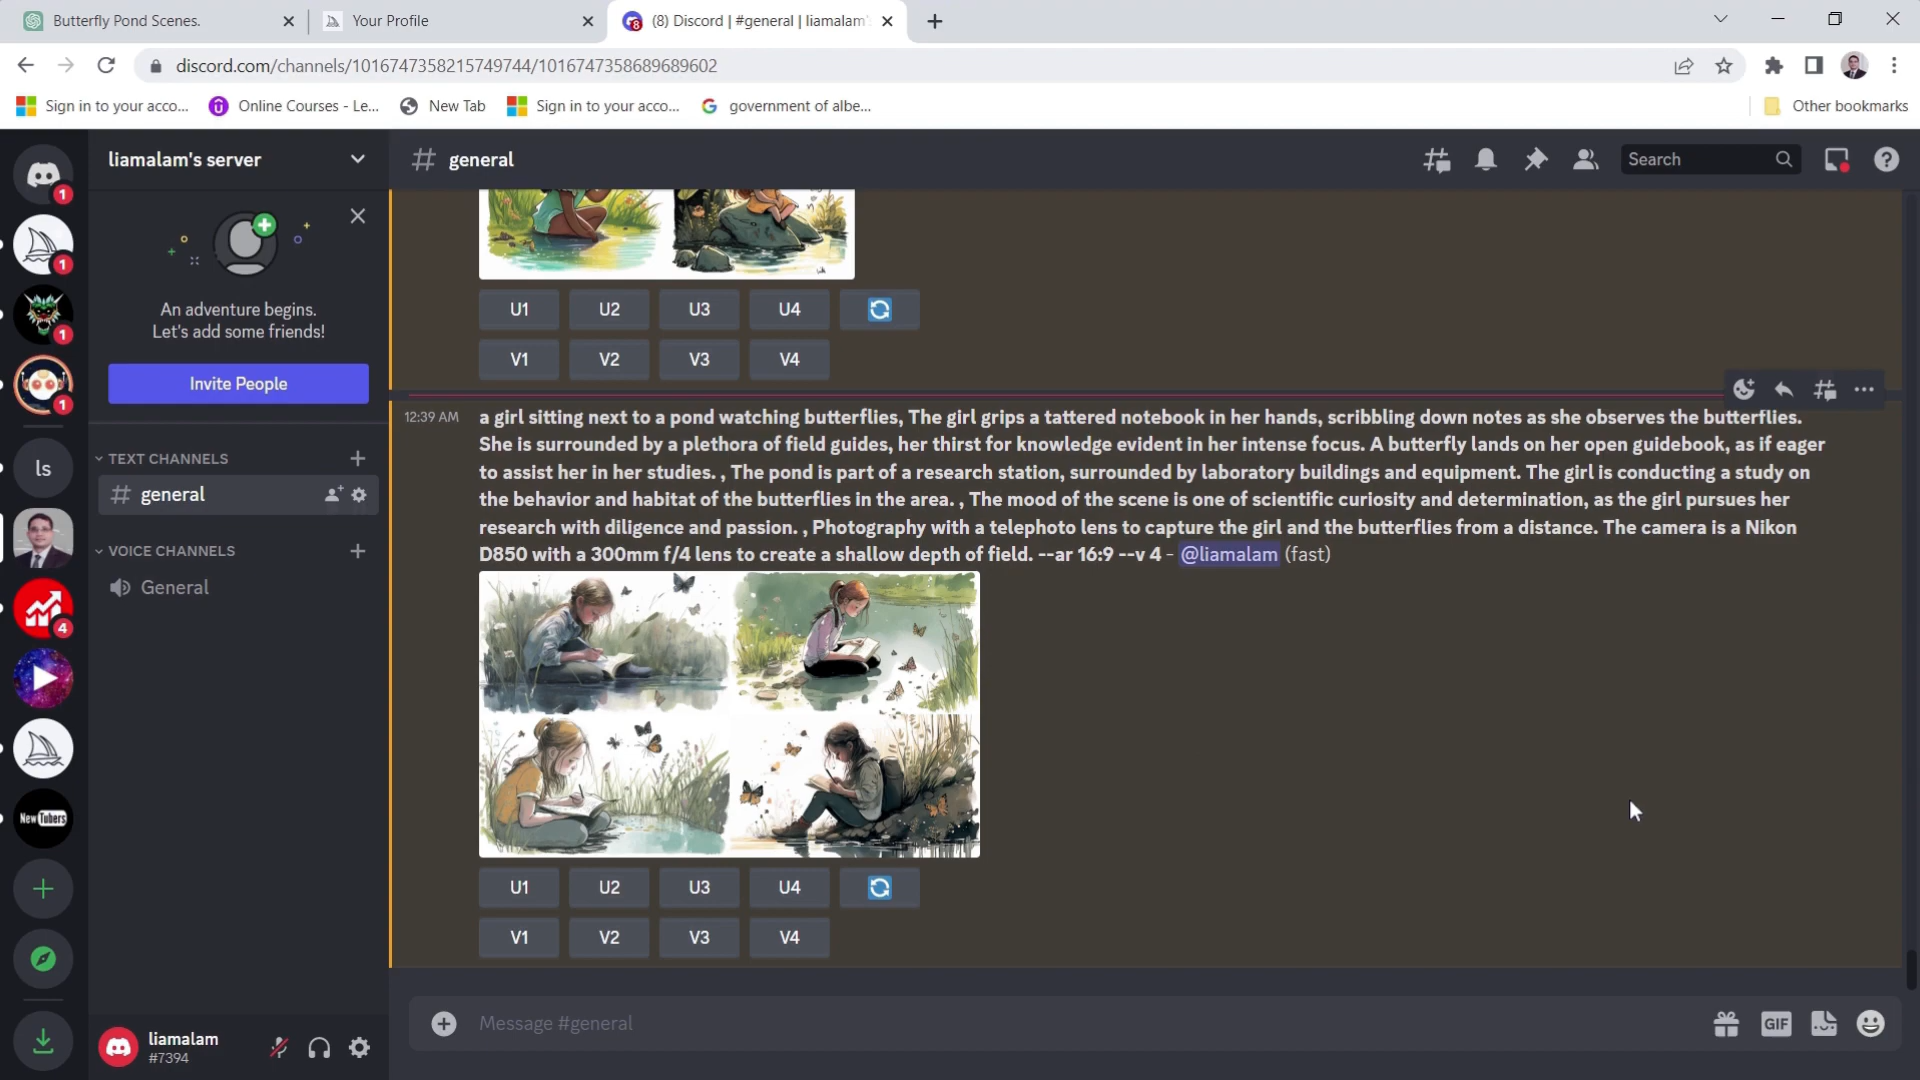 Butterfly Pond Scenes.
Your Profile
(8) Discord | #general | liamalam'
discord.com/channels/1016747358215749744/1016747358689689602
Sign in to your acco...
Online Courses - Le...
New Tab
Sign in to your acco...
government of albe...
Other bookmarks
liamalam's server
general
Search
An adventure begins.
Let's add some friends!
Invite People
TEXT CHANNELS
general
VOICE CHANNELS
General
1
1
1
1
ls
4
New Tubers
liamalam
#7394
U1 U2 U3 U4
V1 V2 V3 V4
12:39 AM
a girl sitting next to a pond watching butterflies, The girl grips a tattered notebook in her hands, scribbling down notes as she observes the butterflies.
She is surrounded by a plethora of field guides, her thirst for knowledge evident in her intense focus. A butterfly lands on her open guidebook, as if eager
to assist her in her studies. , The pond is part of a research station, surrounded by laboratory buildings and equipment. The girl is conducting a study on
the behavior and habitat of the butterflies in the area. , The mood of the scene is one of scientific curiosity and determination, as the girl pursues her
research with diligence and passion. , Photography with a telephoto lens to capture the girl and the butterflies from a distance. The camera is a Nikon
D850 with a 300mm f/4 lens to create a shallow depth of field. --ar 16:9 --v 4 - @liamalam (fast)
U1 U2 U3 U4
V1 V2 V3 V4
Message #general
GIF